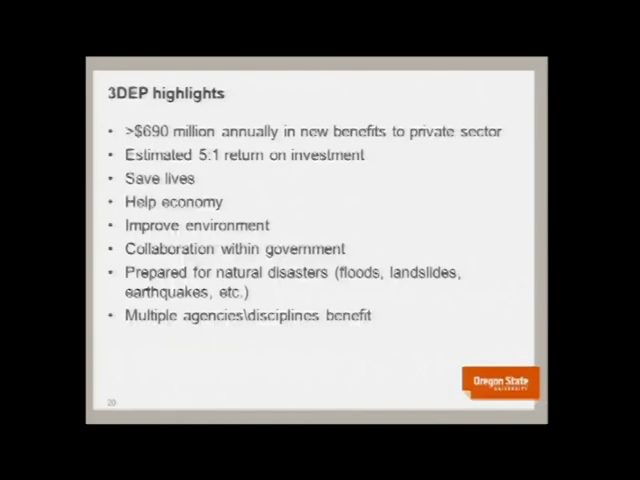 3DEP highlights
• >$690 million annually in new benefits to private sector
• Estimated 5:1 return on investment
• Save lives
• Help economy
• Improve environment
• Collaboration within government
• Prepared for natural disasters (floods, landslides,
earthquakes, etc.)
• Multiple agencies\disciplines benefit
Oregon State
UNIVERSITY